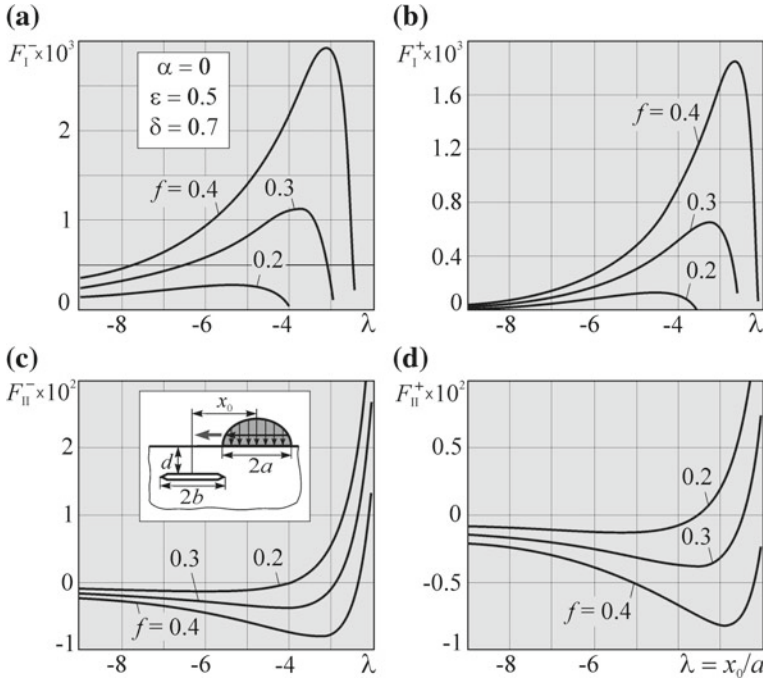 (a)
F_I^-×10^3
α = 0
ε = 0.5
δ = 0.7
f = 0.4
0.3
0.2
2
1
0
-8
-6
-4
λ
(b)
F_I^+×10^3
1.6
1.2
0.8
0.4
0
f = 0.4
0.3
0.2
-8
-6
-4
λ
(c)
F_II^-×10^2
2
1
0
-1
x_0
d
2a
2b
0.3
0.2
f = 0.4
-8
-6
-4
λ
(d)
F_II^+×10^2
0.5
0
-0.5
-1
0.2
0.3
f = 0.4
-8
-6
-4
λ = x_0/a